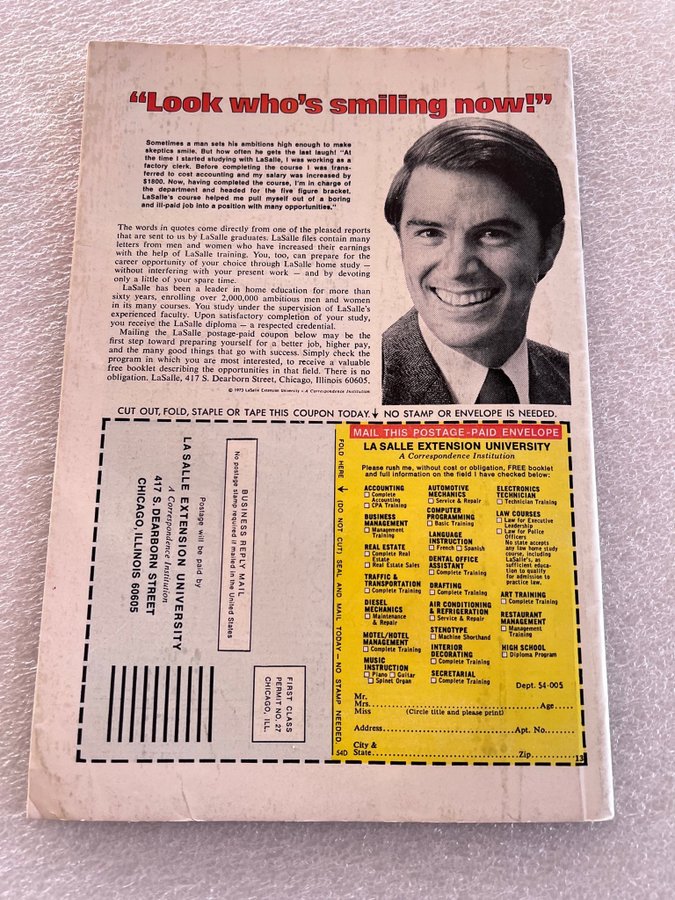 “Look who's smiling now!”
Sometimes a man sets his ambitions high enough to make
skeptics smile. But how often he gets the last laugh! “At
the time I started studying with LaSalle, I was working as a
factory clerk. Before completing the course I was trans-
ferred to cost accounting and my salary was increased by
$1800. Now, having completed the course, I'm in charge of
the department and headed for the five figure bracket.
LaSalle's course helped me pull myself out of a boring
and ill-paid job into a position with many opportunities.”
The words in quotes come directly from one of the pleased reports
that are sent to us by LaSalle graduates. LaSalle files contain many
letters from men and women who have increased their earnings
with the help of LaSalle training. You, too, can prepare for the
career opportunity of your choice through LaSalle home study —
without interfering with your present work — and by devoting
only a little of your spare time.
LaSalle has been a leader in home education for more than
sixty years, enrolling over 2,000,000 ambitious men and women
in its many courses. You study under the supervision of LaSalle's
experienced faculty. Upon satisfactory completion of your study,
you receive the LaSalle diploma — a respected credential.
Mailing the LaSalle postage-paid coupon below may be the
first step toward preparing yourself for a better job, higher pay,
and the many good things that go with success. Simply check the
program in which you are most interested, to receive a valuable
free booklet describing the opportunities in that field. There is no
obligation. LaSalle, 417 S. Dearborn Street, Chicago, Illinois 60605.
© 1973 LaSalle Extension University — A Correspondence Institution
CUT OUT, FOLD, STAPLE OR TAPE THIS COUPON TODAY. NO STAMP OR ENVELOPE IS NEEDED.
BUSINESS REPLY MAIL
No postage stamp required if mailed in the United States
Postage will be paid by
LA SALLE EXTENSION UNIVERSITY
A Correspondence Institution
417 S. DEARBORN STREET
CHICAGO, ILLINOIS 60605
FIRST CLASS
PERMIT NO. 27
CHICAGO, ILL.
FOLD HERE (DO NOT CUT) SEAL AND MAIL TODAY — NO STAMP NEEDED.
54D
MAIL THIS POSTAGE-PAID ENVELOPE
LA SALLE EXTENSION UNIVERSITY
A Correspondence Institution
Please rush me, without cost or obligation, FREE booklet
and full information on the field I have checked below:
ACCOUNTING
Complete
Accounting
CPA Training
BUSINESS
MANAGEMENT
Management
Training
REAL ESTATE
Complete Real
Estate
Real Estate Sales
TRAFFIC &
TRANSPORTATION
Complete Training
DIESEL
MECHANICS
Maintenance
& Repair
MOTEL/HOTEL
MANAGEMENT
Complete Training
MUSIC
INSTRUCTION
Piano Guitar
Spinet Organ
AUTOMOTIVE
MECHANICS
Service & Repair
COMPUTER
PROGRAMMING
Basic Training
LANGUAGE
INSTRUCTION
French Spanish
DENTAL OFFICE
ASSISTANT
Complete Training
DRAFTING
Complete Training
AIR CONDITIONING
& REFRIGERATION
Service & Repair
STENOTYPE
Machine Shorthand
INTERIOR
DECORATING
Complete Training
SECRETARIAL
Complete Training
ELECTRONICS
TECHNICIAN
Technician Training
LAW COURSES
Law for Executive
Leadership
Law for Police
Officers
No state accepts
any law home study
course, including
LaSalle's, as
sufficient educa-
tion to qualify
for admission to
practice law.
ART TRAINING
Complete Training
RESTAURANT
MANAGEMENT
Management
Training
HIGH SCHOOL
Diploma Program
Dept. 54-005
Mr.
Mrs. Age
Miss (Circle title and please print)
Address Apt. No.
City &
State Zip
13